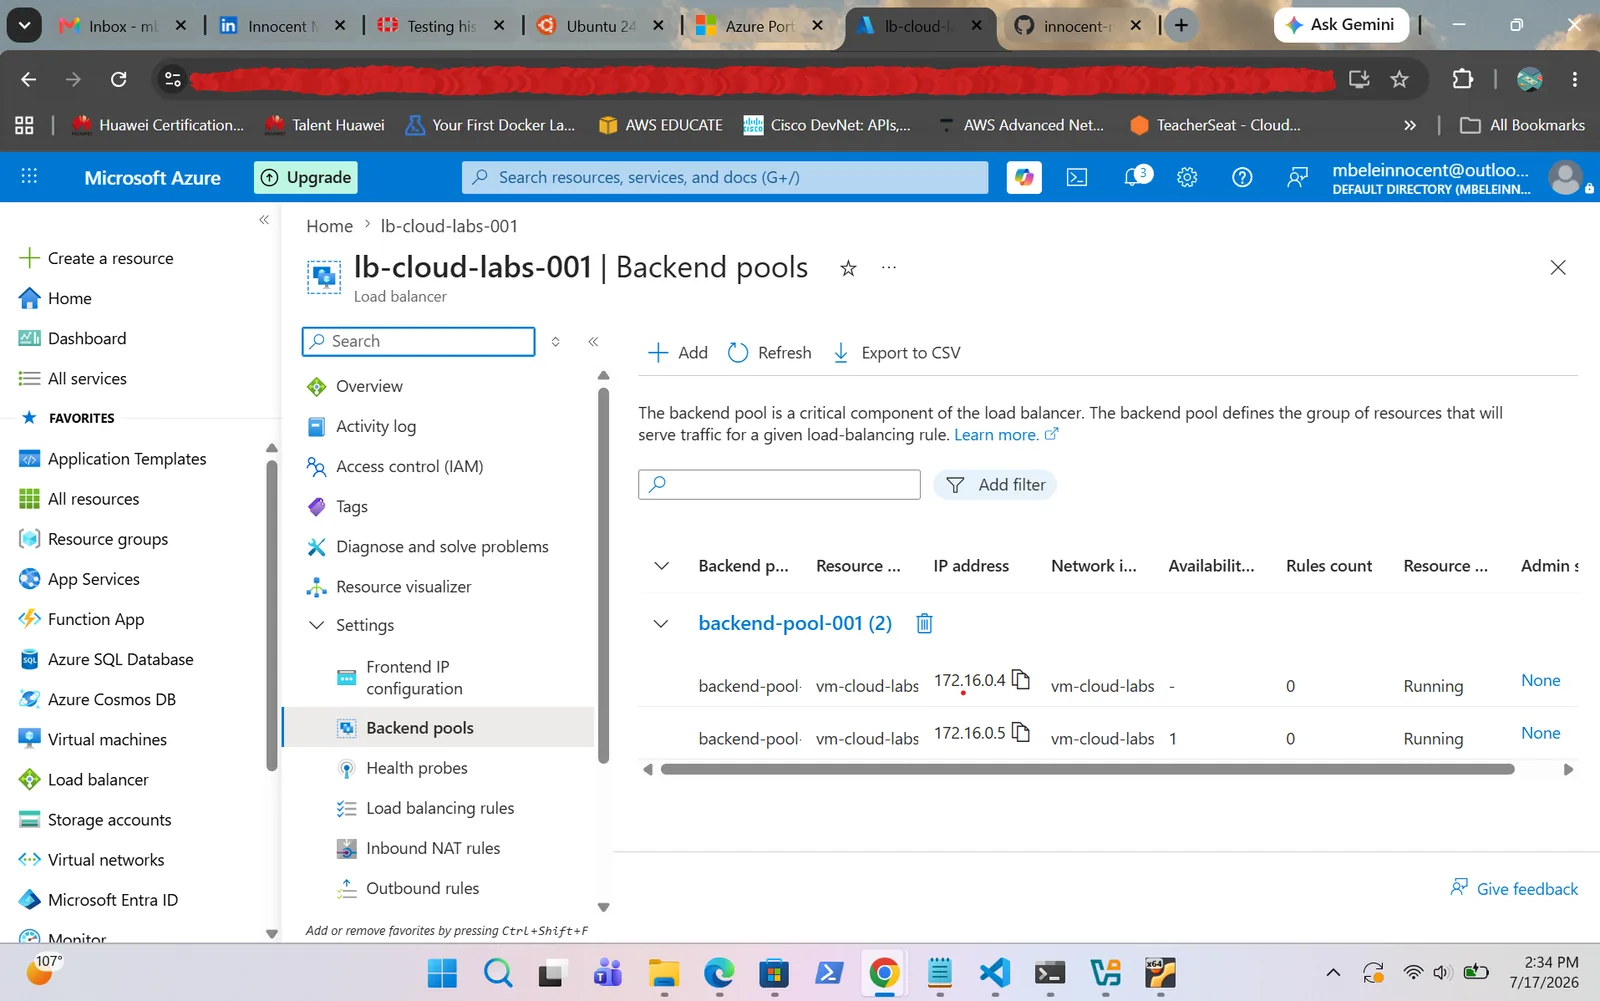 Inbox - mb
Innocent M
Testing his
Ubuntu 24
Azure Port
lb-cloud-la
innocent-m
Ask Gemini
Huawei Certification...
Talent Huawei
Your First Docker La...
AWS EDUCATE
Cisco DevNet: APIs,...
AWS Advanced Net...
TeacherSeat - Cloud...
All Bookmarks
Microsoft Azure
Upgrade
Search resources, services, and docs (G+/)
3
mbeleinnocent@outloo...
DEFAULT DIRECTORY (MBELEINN...
Create a resource
Home
Dashboard
All services
FAVORITES
Application Templates
All resources
Resource groups
App Services
Function App
Azure SQL Database
Azure Cosmos DB
Virtual machines
Load balancer
Storage accounts
Virtual networks
Microsoft Entra ID
Monitor
Home > lb-cloud-labs-001
lb-cloud-labs-001 | Backend pools
Load balancer
Search
Overview
Activity log
Access control (IAM)
Tags
Diagnose and solve problems
Resource visualizer
Settings
Frontend IP
configuration
Backend pools
Health probes
Load balancing rules
Inbound NAT rules
Outbound rules
Add or remove favorites by pressing Ctrl+Shift+F
Add Refresh Export to CSV
The backend pool is a critical component of the load balancer. The backend pool defines the group of resources that will
serve traffic for a given load-balancing rule. Learn more.
Add filter
Backend p... Resource ... IP address Network i... Availabilit... Rules count Resource ... Admin s
backend-pool-001 (2)
backend-pool- vm-cloud-labs 172.16.0.4 vm-cloud-labs - 0 Running None
backend-pool- vm-cloud-labs 172.16.0.5 vm-cloud-labs 1 0 Running None
Give feedback
107°
x64
2:34 PM
7/17/2026